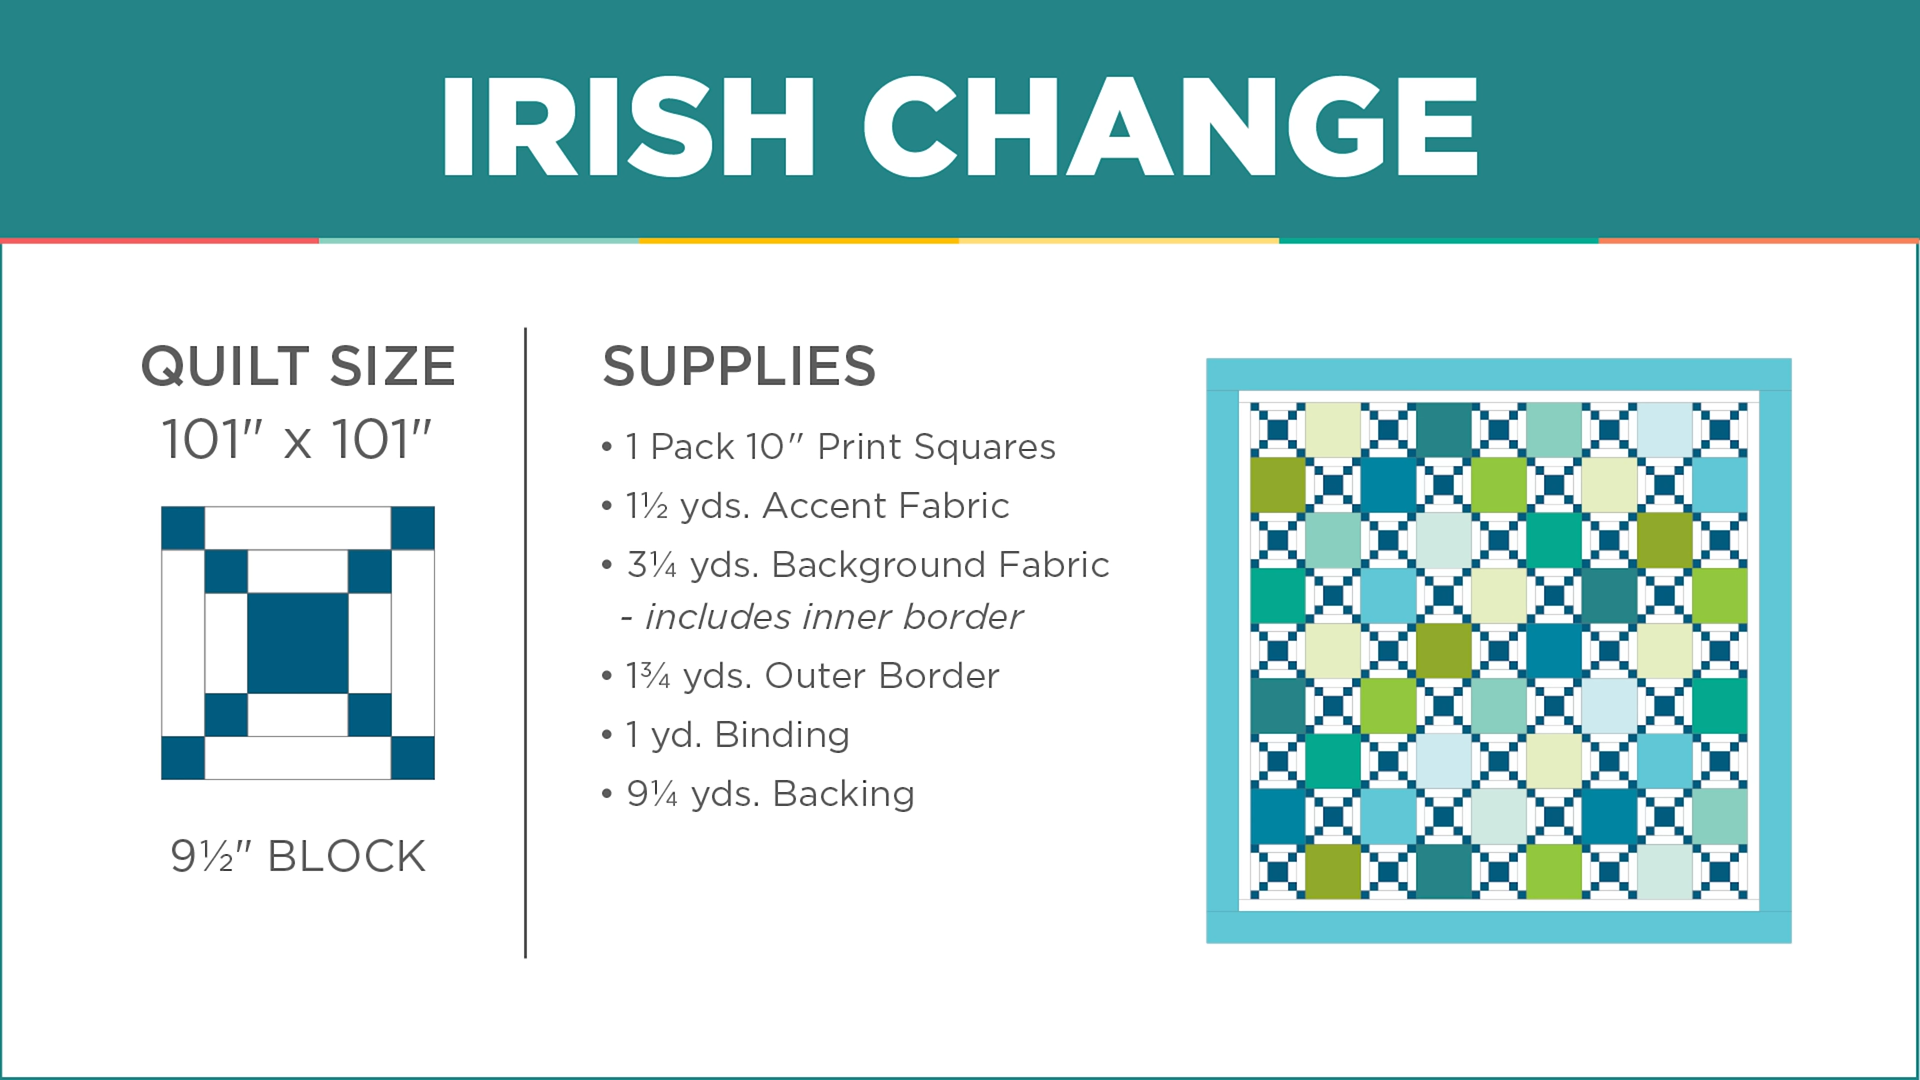 IRISH CHANGE
QUILT SIZE
101" x 101"
9½" BLOCK
SUPPLIES
• 1 Pack 10" Print Squares
• 1½ yds. Accent Fabric
• 3¼ yds. Background Fabric
- includes inner border
• 1¾ yds. Outer Border
• 1 yd. Binding
• 9¼ yds. Backing